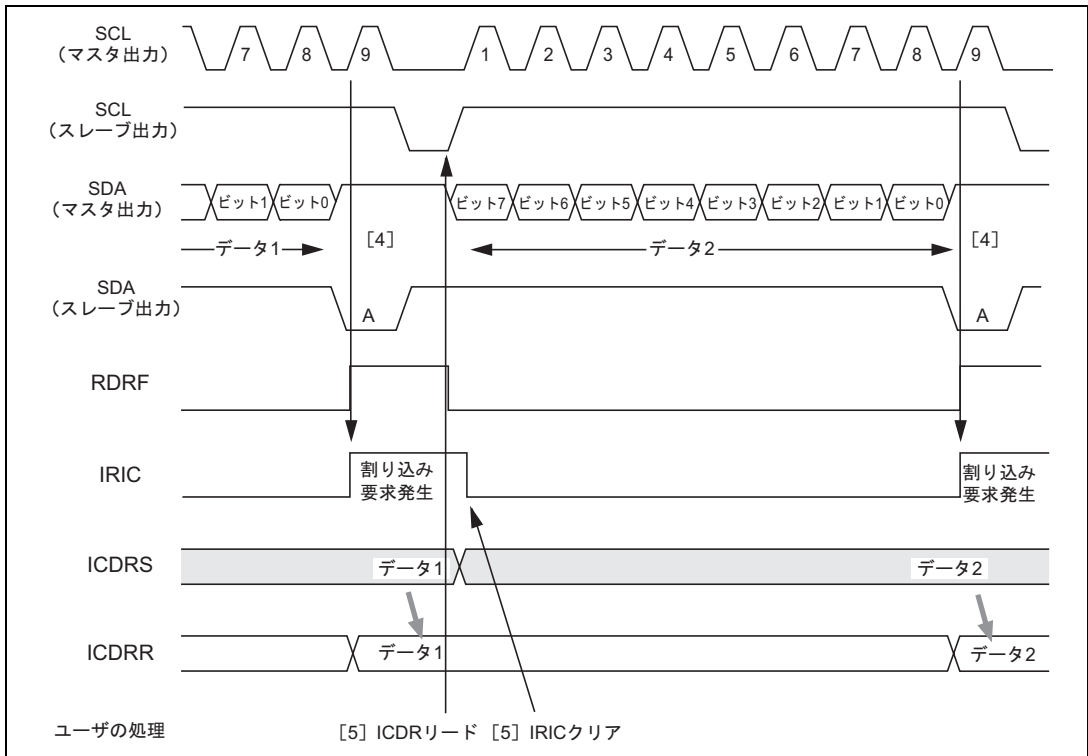 SCL
（マスタ出力）
7 8 9 1 2 3 4 5 6 7 8 9
SCL
（スレーブ出力）
SDA
（マスタ出力）
ビット1 ビット0 ビット7 ビット6 ビット5 ビット4 ビット3 ビット2 ビット1 ビット0
データ1 [4] データ2 [4]
SDA
（スレーブ出力）
A A
RDRF
IRIC
割り込み
要求発生
割り込み
要求発生
ICDRS
データ1 データ2
ICDRR
データ1 データ2
ユーザの処理
[5] ICDRリード [5] IRICクリア